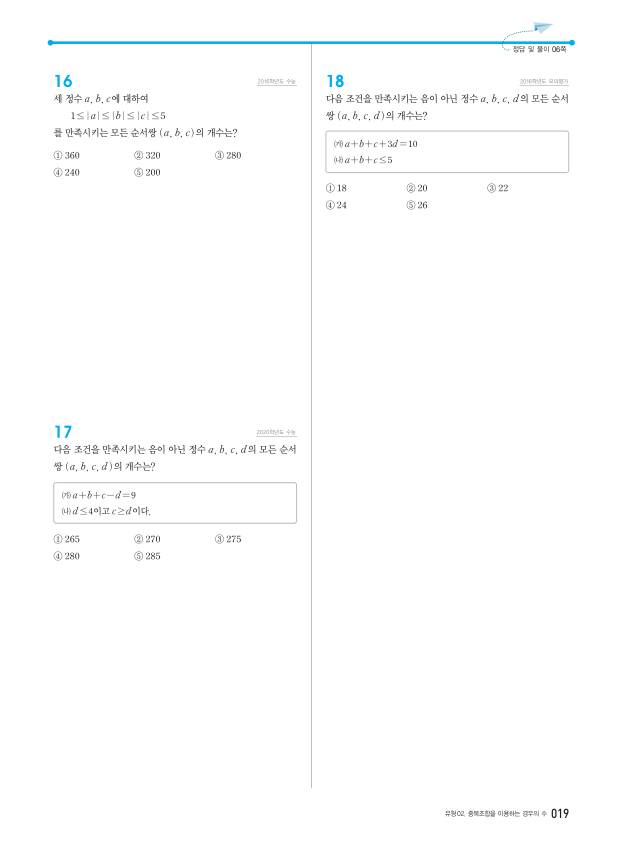 정답 및 풀이 06쪽
16
2016학년도 수능
세 정수 a, b, c에 대하여
1≤|a|≤|b|≤|c|≤5
를 만족시키는 모든 순서쌍 (a, b, c)의 개수는?
① 360 ② 320 ③ 280
④ 240 ⑤ 200
17
2020학년도 수능
다음 조건을 만족시키는 음이 아닌 정수 a, b, c, d의 모든 순서
쌍 (a, b, c, d)의 개수는?
㈎ a+b+c-d=9
㈏ d≤4이고 c≥d이다.
① 265 ② 270 ③ 275
④ 280 ⑤ 285
18
2016학년도 모의평가
다음 조건을 만족시키는 음이 아닌 정수 a, b, c, d의 모든 순서
쌍 (a, b, c, d)의 개수는?
㈎ a+b+c+3d=10
㈏ a+b+c≤5
① 18 ② 20 ③ 22
④ 24 ⑤ 26
유형 02. 중복조합을 이용하는 경우의 수 019